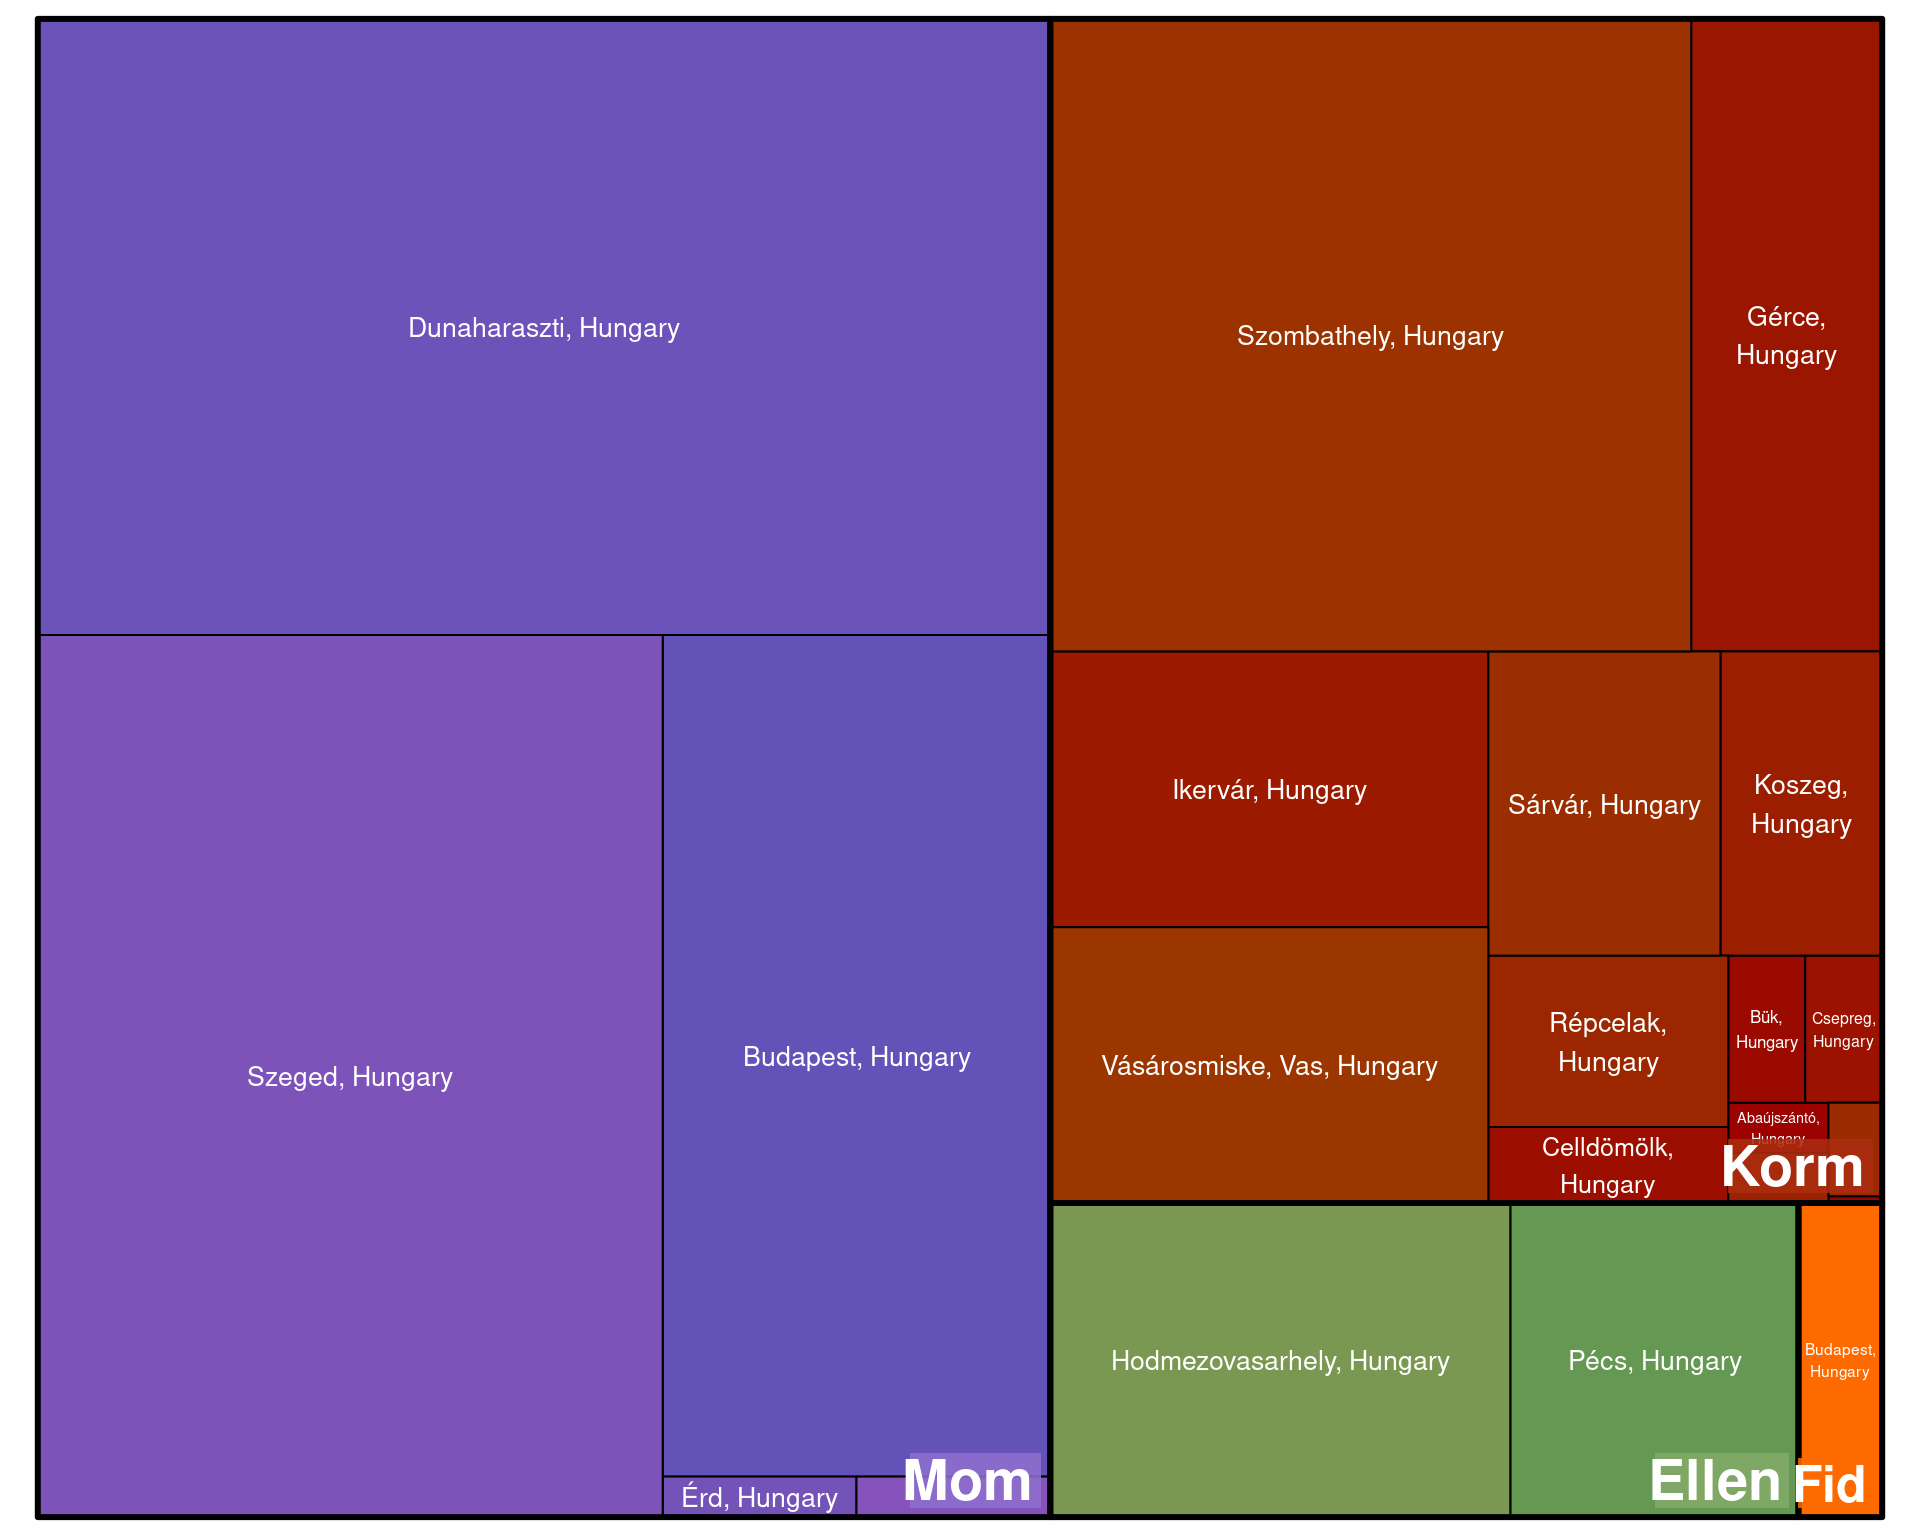 Dunaharaszti, Hungary
Szeged, Hungary
Budapest, Hungary
Érd, Hungary
Mom
Szombathely, Hungary
Gérce,
Hungary
Ikervár, Hungary
Sárvár, Hungary
Koszeg,
Hungary
Vásárosmiske, Vas, Hungary
Répcelak,
Hungary
Bük,
Hungary
Csepreg,
Hungary
Celldömölk,
Hungary
Abaújszántó,
Hungary
Korm
Hodmezovasarhely, Hungary
Pécs, Hungary
Ellen
Budapest,
Hungary
Fid